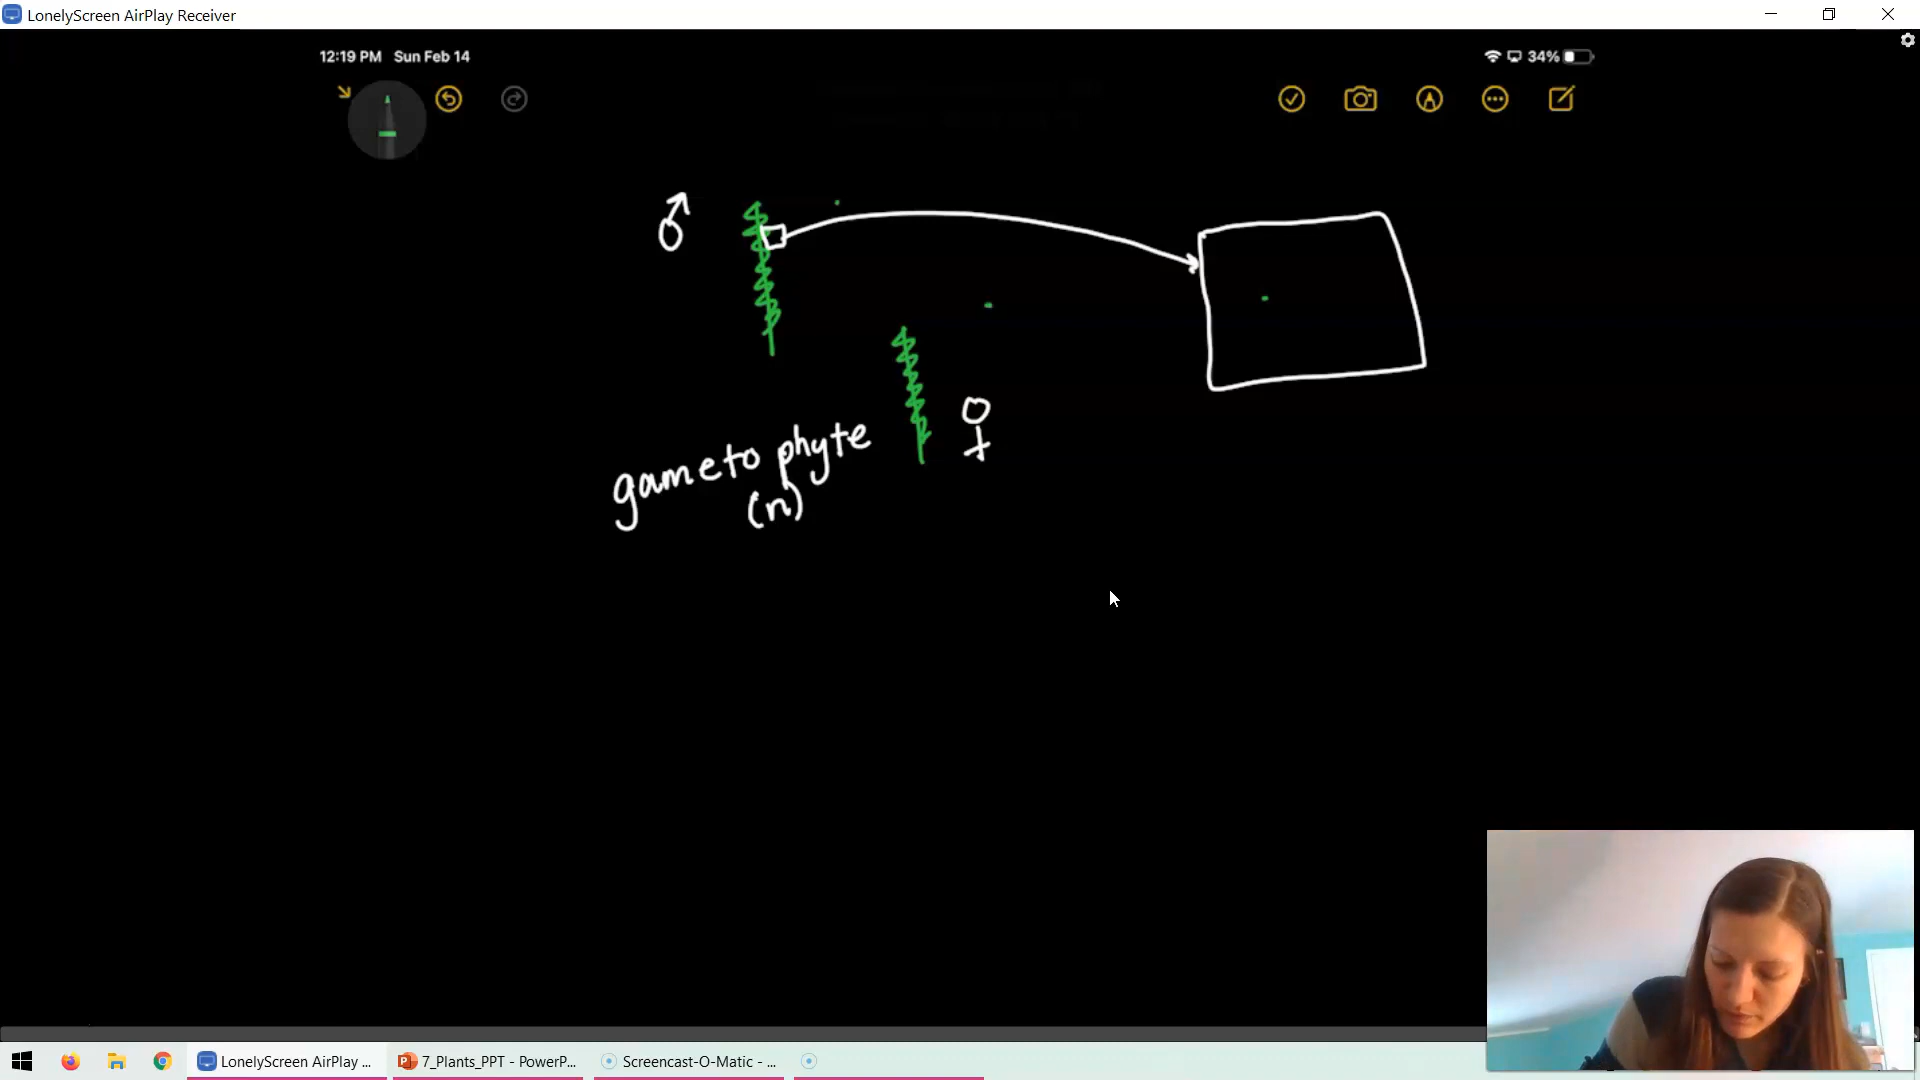 LonelyScreen AirPlay Receiver
12:19 PM Sun Feb 14
34%
♂
♀
gametophyte
(n)
LonelyScreen AirPlay ...
7_Plants_PPT - PowerP...
Screencast-O-Matic - ...